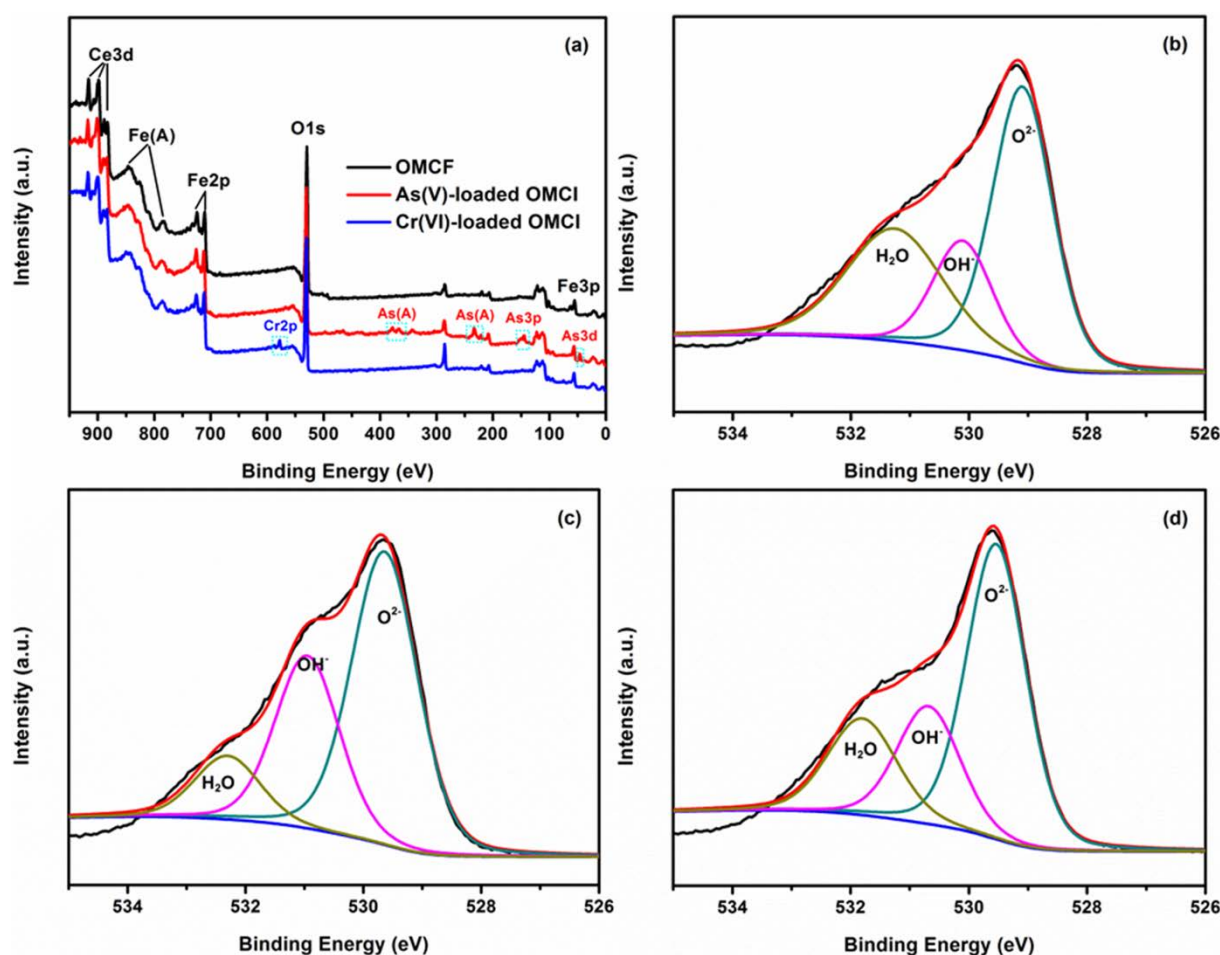 (a)
Ce3d
Fe(A)
Fe2p
O1s
OMCF
As(V)-loaded OMCI
Cr(VI)-loaded OMCI
Cr2p
As(A)
As(A)
As3p
Fe3p
As3d
Intensity (a.u.)
900 800 700 600 500 400 300 200 100 0
Binding Energy (eV)
(b)
O²⁻
H₂O
OH⁻
Intensity (a.u.)
534 532 530 528 526
Binding Energy (eV)
(c)
O²⁻
OH⁻
H₂O
Intensity (a.u.)
534 532 530 528 526
Binding Energy (eV)
(d)
O²⁻
H₂O
OH⁻
Intensity (a.u.)
534 532 530 528 526
Binding Energy (eV)